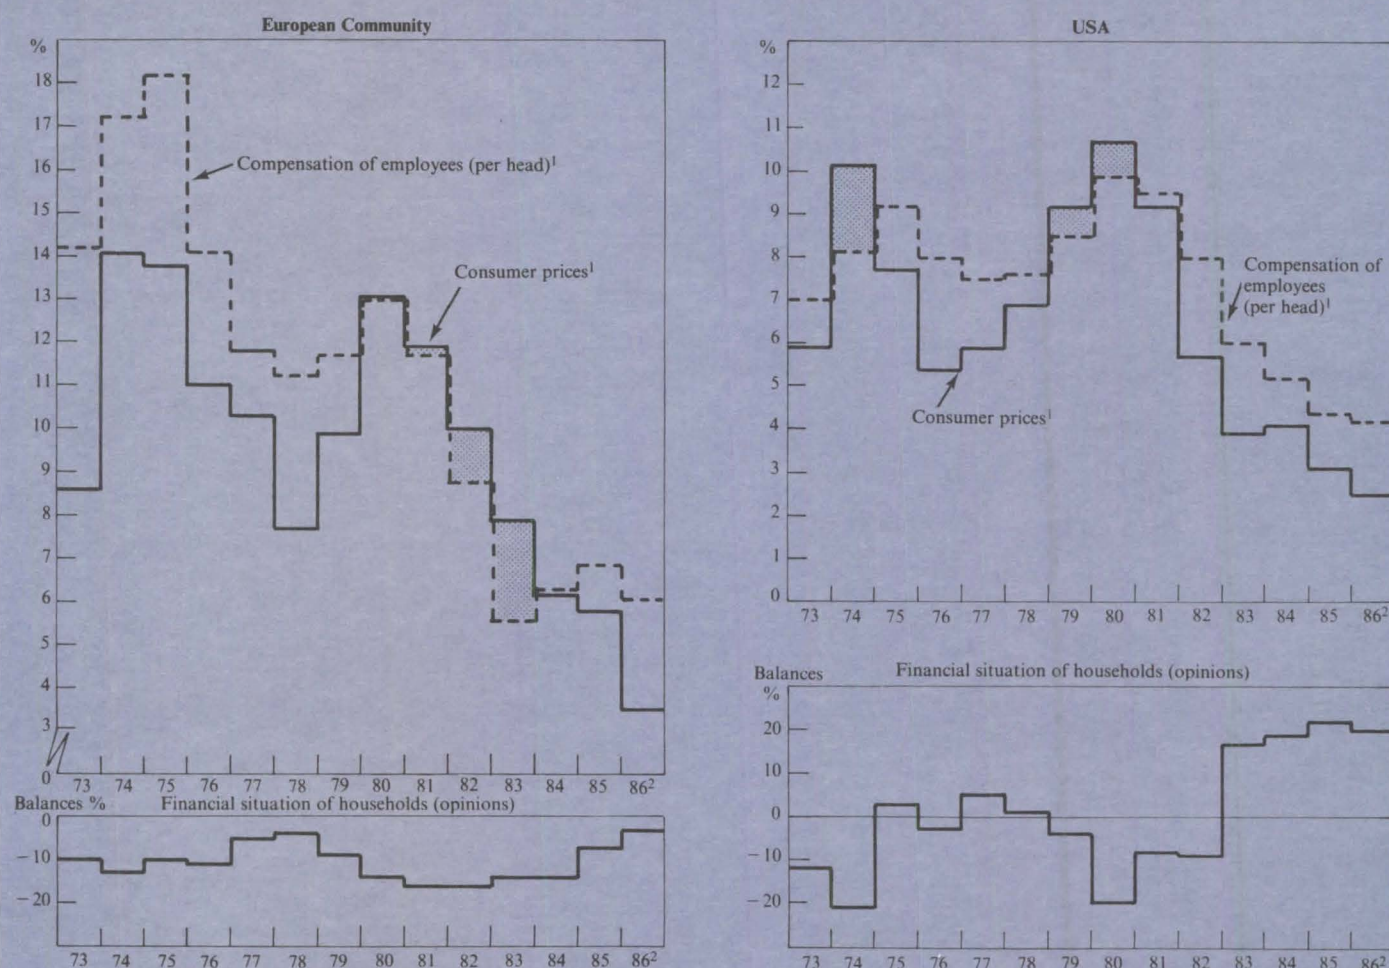 European Community
%
18
17
16
15
14
13
12
11
10
9
8
7
6
5
4
3
0
Compensation of employees (per head)¹
Consumer prices¹
73 74 75 76 77 78 79 80 81 82 83 84 85 86²
Balances % Financial situation of households (opinions)
0
−10
−20
73 74 75 76 77 78 79 80 81 82 83 84 85 86²
USA
%
12
11
10
9
8
7
6
5
4
3
2
1
0
Compensation of
employees
(per head)¹
Consumer prices¹
73 74 75 76 77 78 79 80 81 82 83 84 85 86²
Balances Financial situation of households (opinions)
%
20
10
0
−10
−20
73 74 75 76 77 78 79 80 81 82 83 84 85 86²